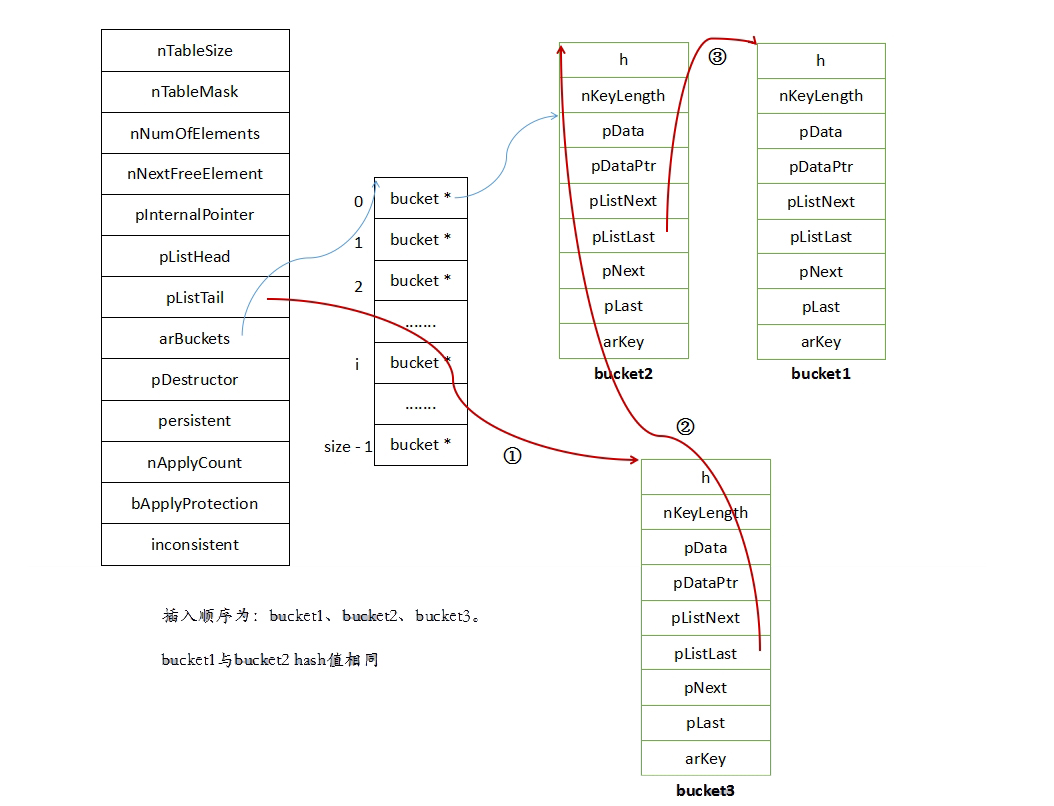 nTableSize
nTableMask
nNumOfElements
nNextFreeElement
pInternalPointer
pListHead
pListTail
arBuckets
pDestructor
persistent
nApplyCount
bApplyProtection
inconsistent
0
bucket *
1
bucket *
2
bucket *
.......
i
bucket *
.......
size - 1
bucket *
①
h
nKeyLength
pData
pDataPtr
pListNext
pListLast
pNext
pLast
arKey
bucket2
③
h
nKeyLength
pData
pDataPtr
pListNext
pListLast
pNext
pLast
arKey
bucket1
②
h
nKeyLength
pData
pDataPtr
pListNext
pListLast
pNext
pLast
arKey
bucket3
插入顺序为：bucket1、bucket2、bucket3。
bucket1与bucket2 hash值相同